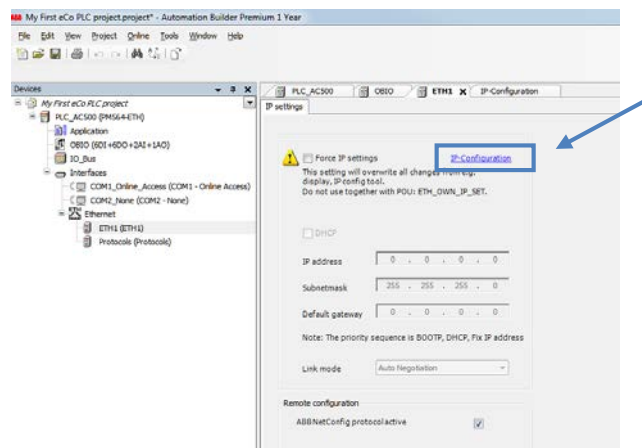 ABB My First eCo PLC project.project* - Automation Builder Premium 1 Year
File Edit View Project Online Tools Window Help
Devices
My First eCo PLC project
PLC_AC500 (PM564-ETH)
Application
OBIO (6DI+6DO+2AI+1AO)
IO_Bus
Interfaces
COM1_Online_Access (COM1 - Online Access)
COM2_None (COM2 - None)
Ethernet
ETH1 (ETH1)
Protocols (Protocols)
PLC_AC500 OBIO ETH1 X IP-Configuration
IP settings
Force IP settings IP-Configuration
This setting will overwrite all changes from e.g.
display, IP config tool.
Do not use together with POU: ETH_OWN_IP_SET.
DHCP
IP address 0 . 0 . 0 . 0
Subnetmask 255 . 255 . 255 . 0
Default gateway 0 . 0 . 0 . 0
Note: The priority sequence is BOOTP, DHCP, Fix IP address
Link mode Auto Negotiation
Remote configuration
ABBNetConfig protocol active